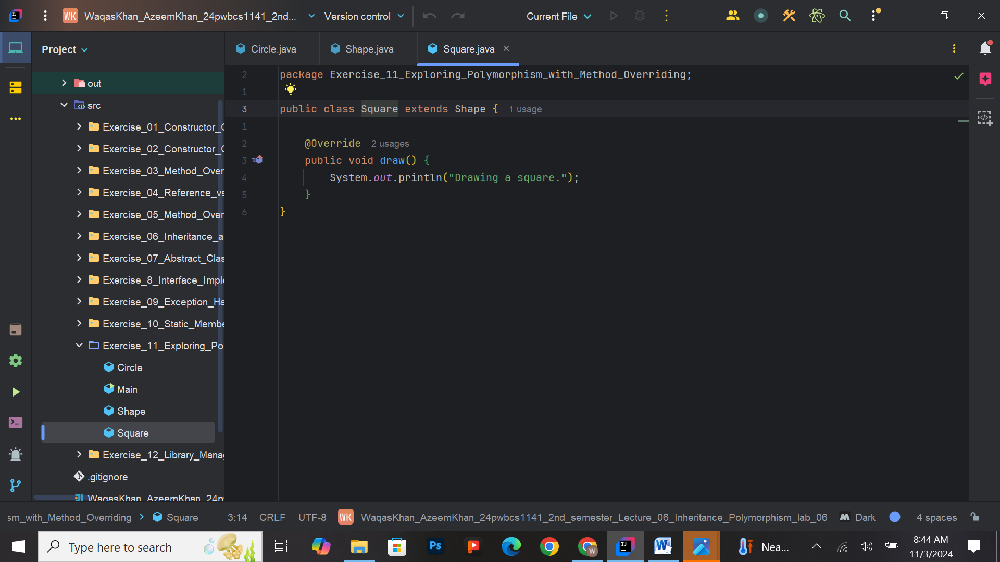 WK WaqasKhan_AzeemKhan_24pwbcs1141_2nd... Version control Current File
Project
Circle.java Shape.java Square.java
out
src
Exercise_01_Constructor_
Exercise_02_Constructor_
Exercise_03_Method_Over
Exercise_04_Reference_vs
Exercise_05_Method_Over
Exercise_06_Inheritance_a
Exercise_07_Abstract_Clas
Exercise_8_Interface_Imple
Exercise_09_Exception_Ha
Exercise_10_Static_Membe
Exercise_11_Exploring_Po
Circle
Main
Shape
Square
Exercise_12_Library_Mana
.gitignore
WaqasKhan_AzeemKhan_24p
2 package Exercise_11_Exploring_Polymorphism_with_Method_Overriding;
1
3 public class Square extends Shape { 1 usage
1
2 @Override 2 usages
3 public void draw() {
4 System.out.println("Drawing a square.");
5 }
6 }
sm_with_Method_Overriding > Square 3:14 CRLF UTF-8 WK WaqasKhan_AzeemKhan_24pwbcs1141_2nd_semester_Lecture_06_Inheritance_Polymorphism_lab_06 Dark 4 spaces
Type here to search Ps W IJ W Nea... 8:44 AM
11/3/2024